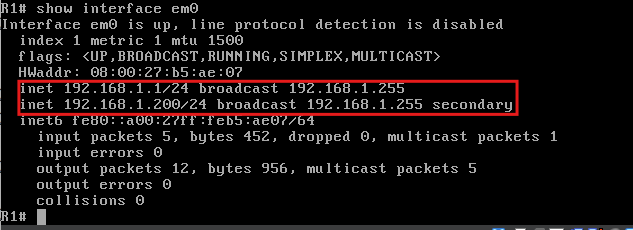 R1# show interface em0
Interface em0 is up, line protocol detection is disabled
index 1 metric 1 mtu 1500
flags: <UP,BROADCAST,RUNNING,SIMPLEX,MULTICAST>
HWaddr: 08:00:27:b5:ae:07
inet 192.168.1.1/24 broadcast 192.168.1.255
inet 192.168.1.200/24 broadcast 192.168.1.255 secondary
inet6 fe80::a00:27ff:feb5:ae07/64
input packets 5, bytes 452, dropped 0, multicast packets 1
input errors 0
output packets 12, bytes 956, multicast packets 5
output errors 0
collisions 0
R1#